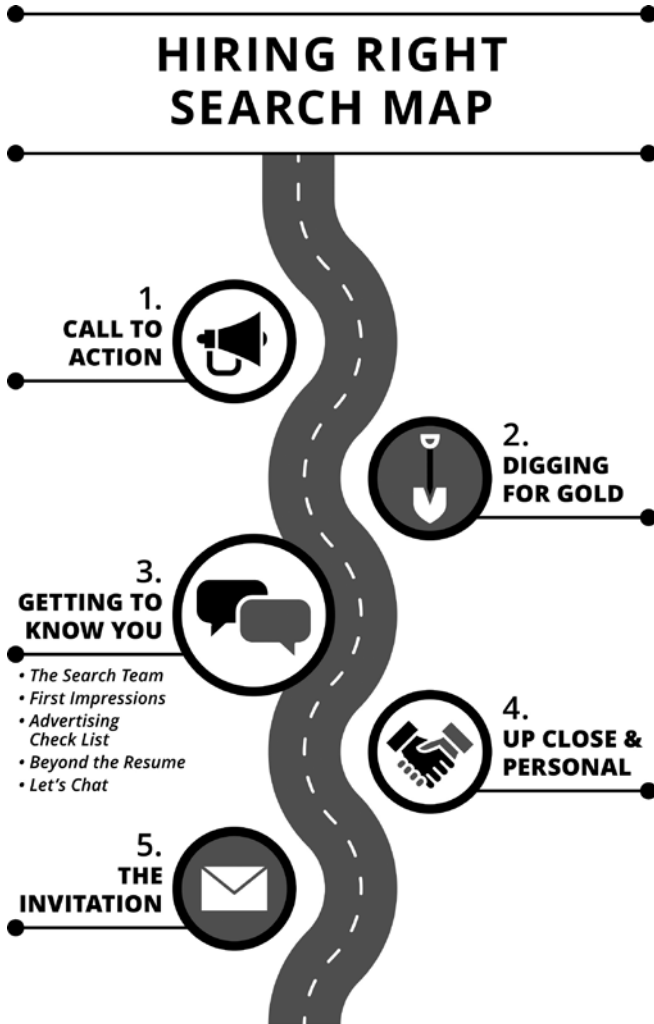 HIRING RIGHT
SEARCH MAP
1.
CALL TO
ACTION
2.
DIGGING
FOR GOLD
3.
GETTING TO
KNOW YOU
• The Search Team
• First Impressions
• Advertising
Check List
• Beyond the Resume
• Let's Chat
4.
UP CLOSE &
PERSONAL
5.
THE
INVITATION